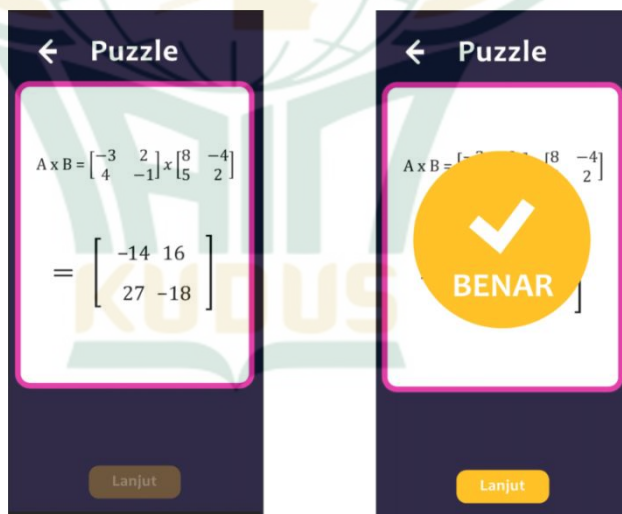 ← Puzzle
A x B = [−3 2 4 −1] x [8 −4 5 2]
= [−14 16 27 −18]
Lanjut
← Puzzle
A x B = 8 −4 2]
BENAR
Lanjut
KUDUS